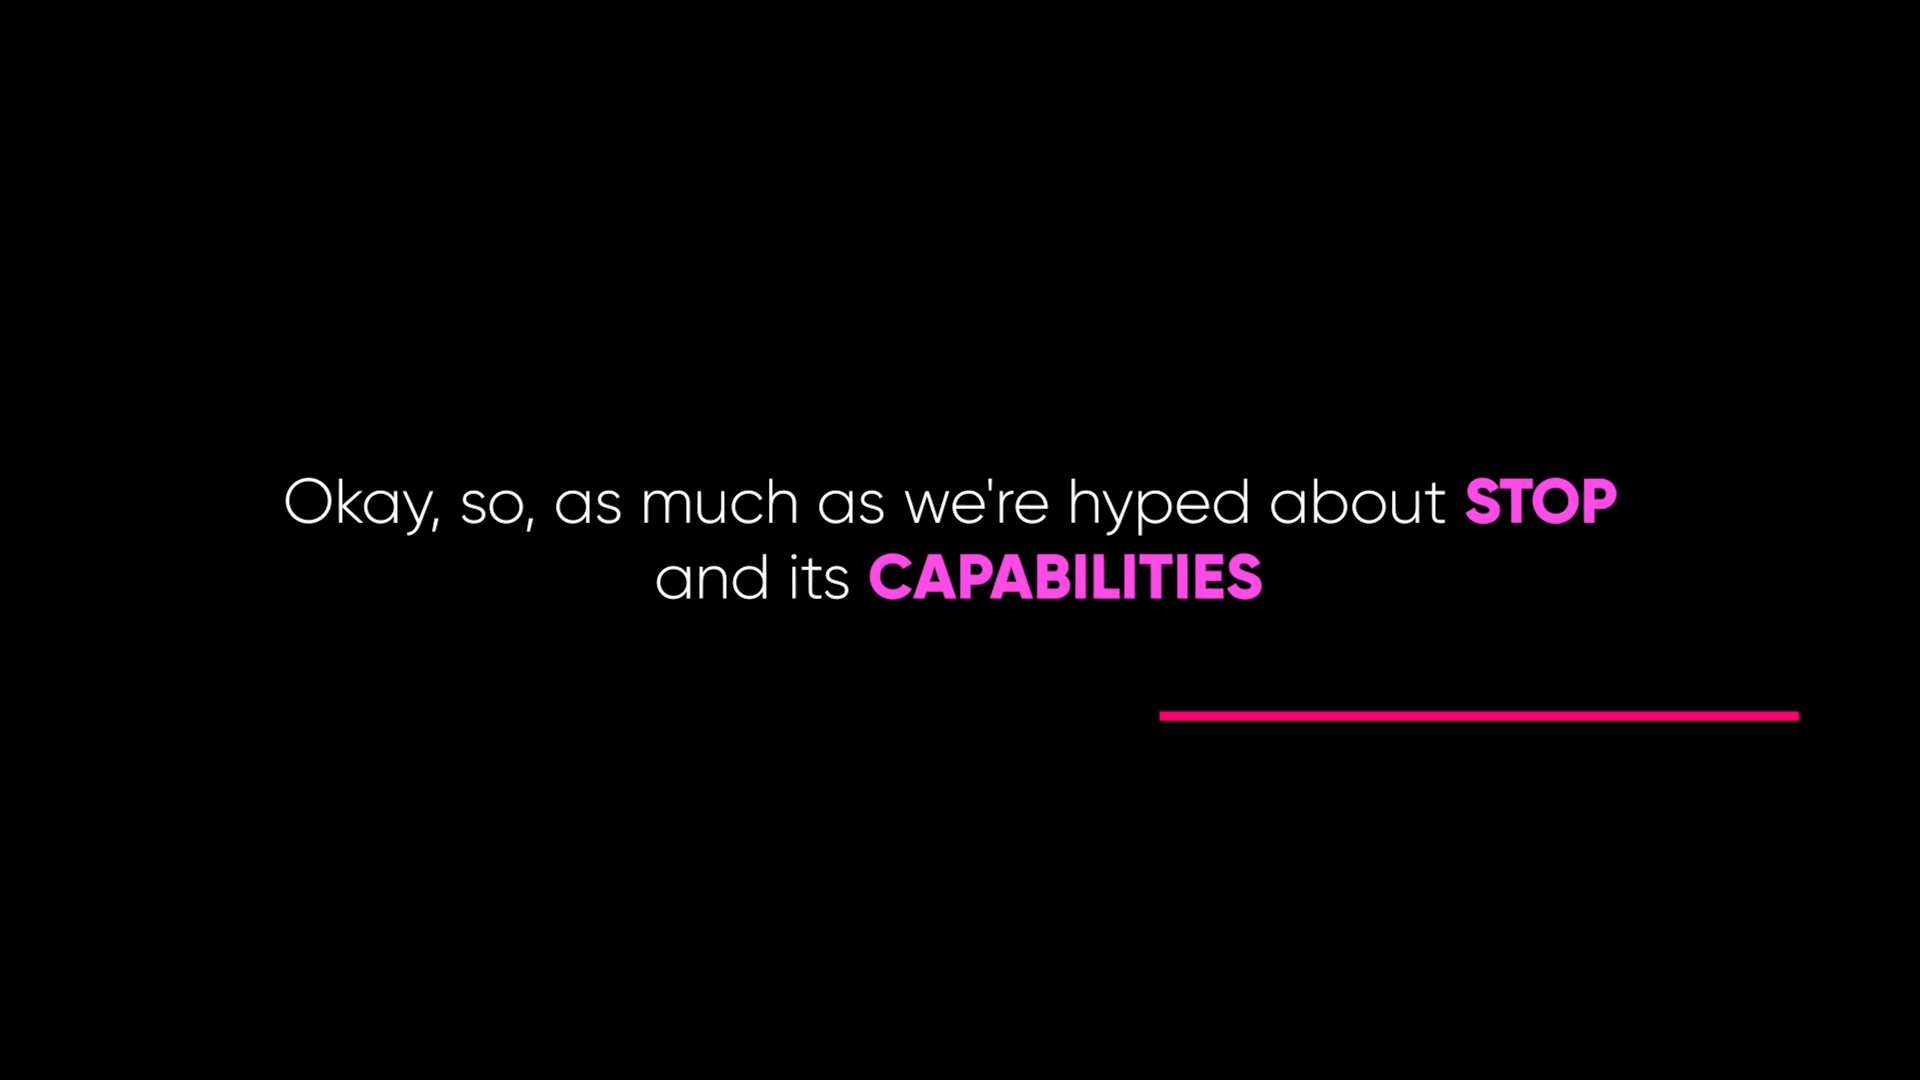 Okay, so, as much as we're hyped about STOP
and its CAPABILITIES